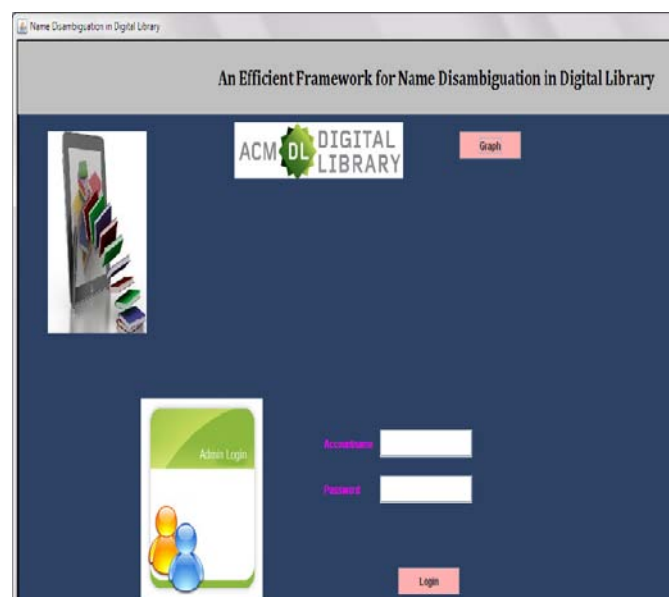 Name Disambiguation in Digital Library
An Efficient Framework for Name Disambiguation in Digital Library
ACM DL DIGITAL LIBRARY
Graph
Admin Login
Accountname
Password
Login